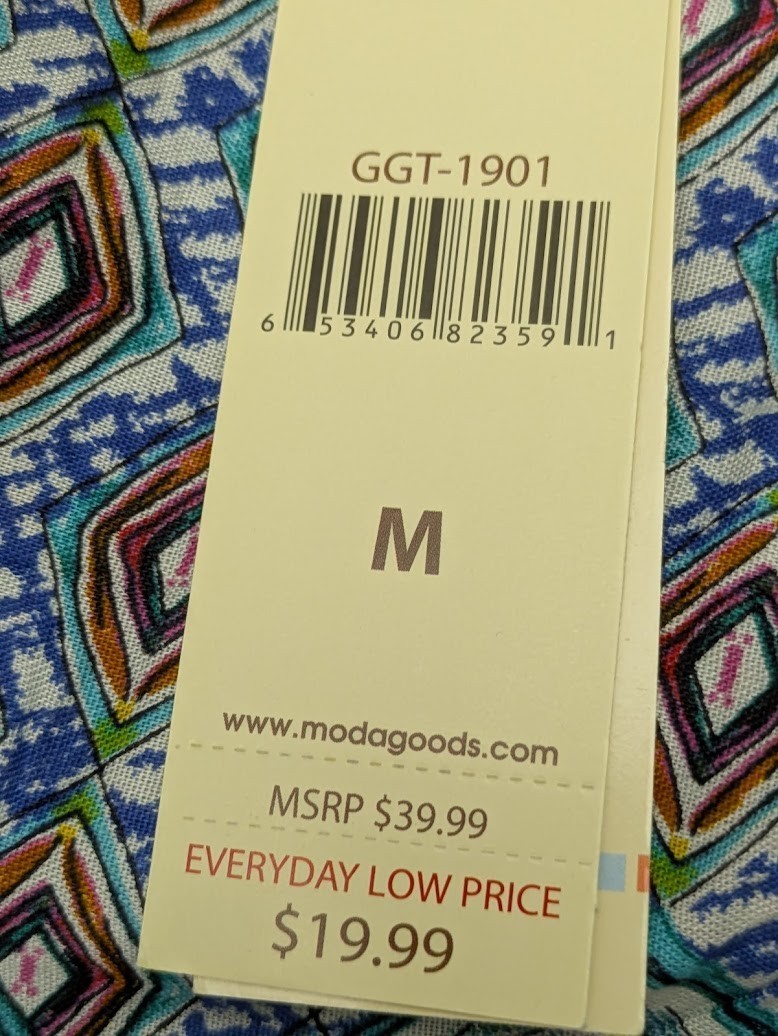 GGT-1901
6 53406 82359 1
M
www.modagoods.com
MSRP $39.99
EVERYDAY LOW PRICE
$19.99